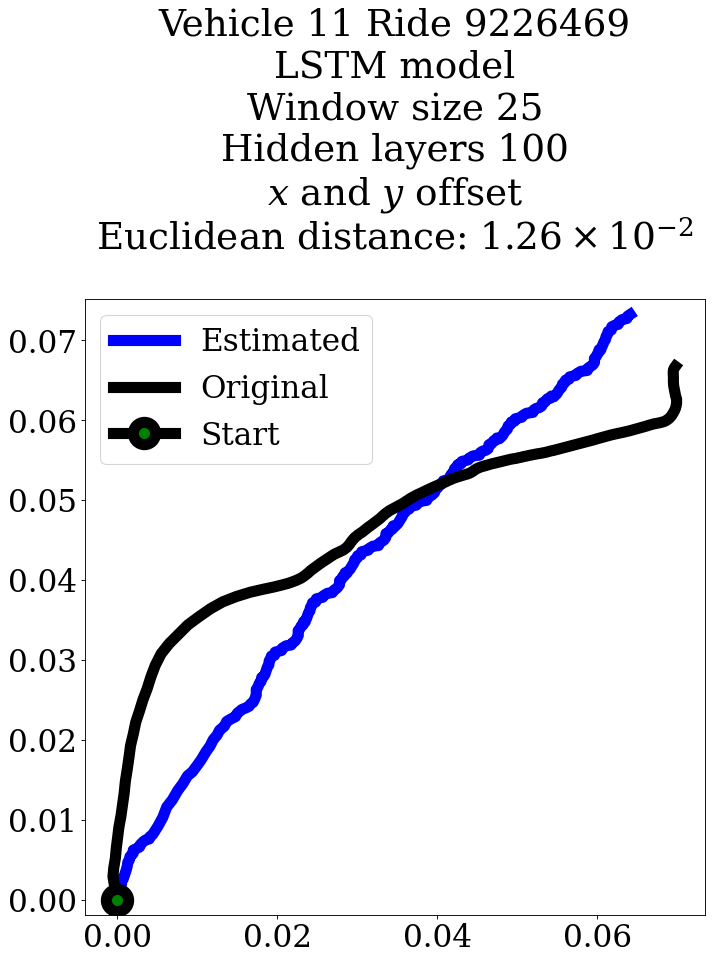 Vehicle 11 Ride 9226469
LSTM model
Window size 25
Hidden layers 100
x and y offset
Euclidean distance: 1.26 × 10⁻²
Estimated
Original
Start
0.07
0.06
0.05
0.04
0.03
0.02
0.01
0.00
0.00 0.02 0.04 0.06